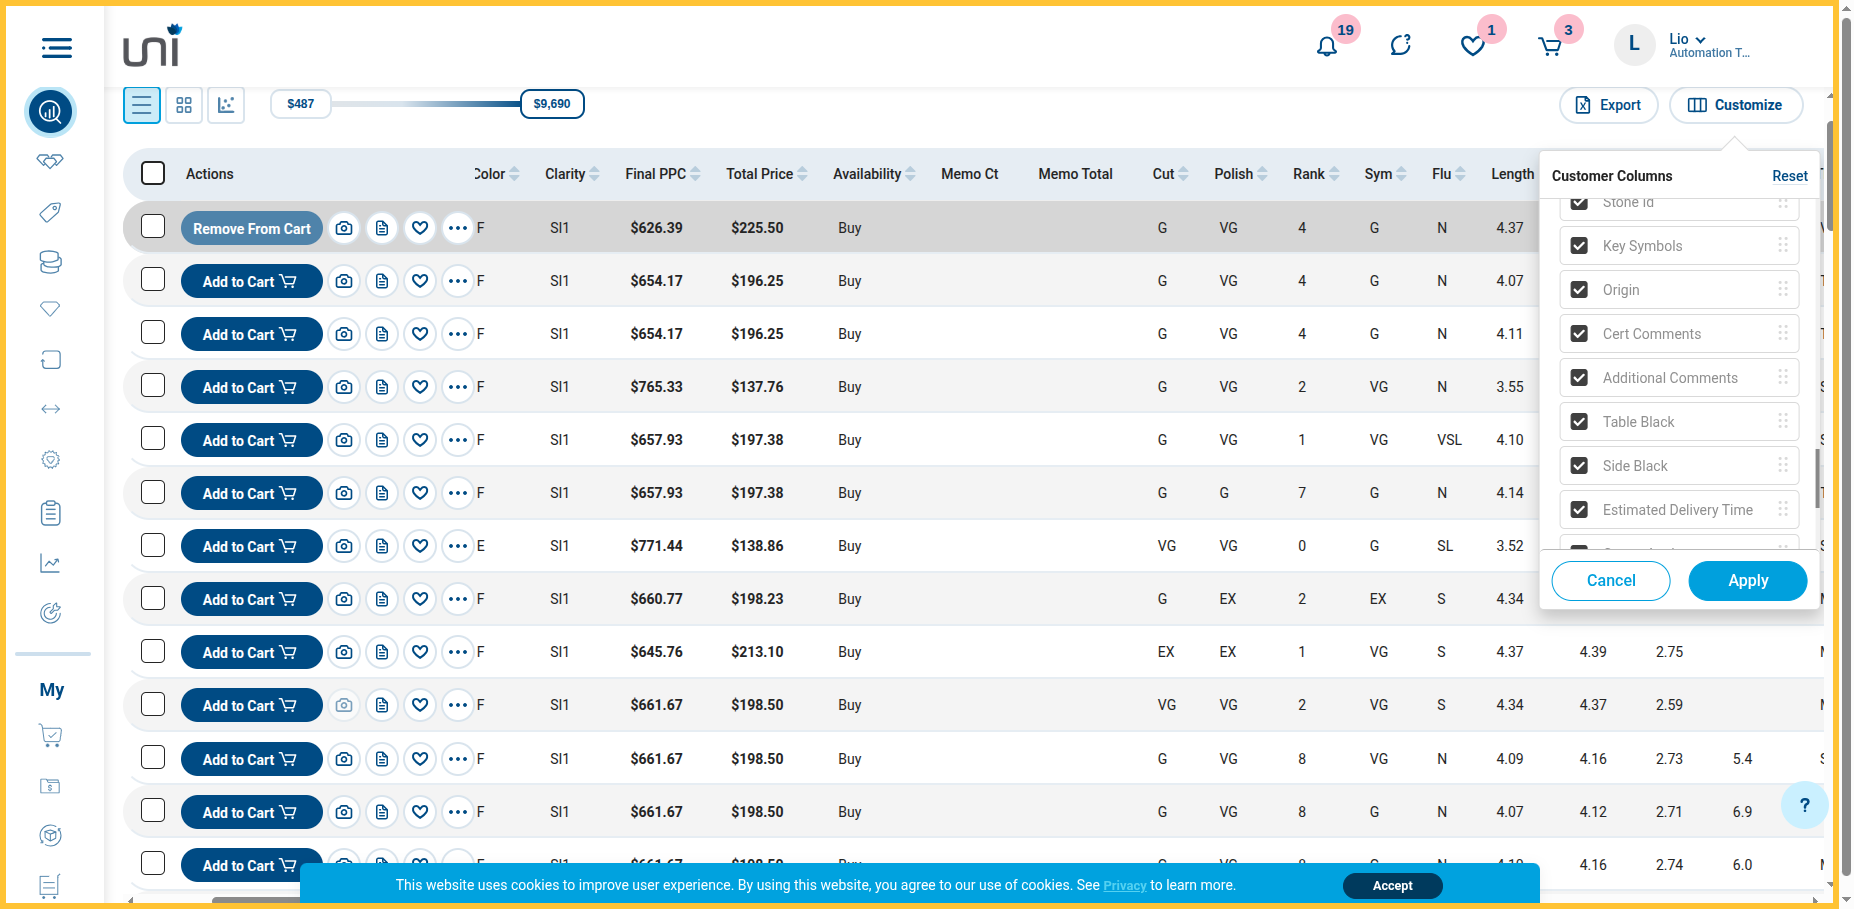 uni
19
1
3
L
Lio
Automation T...
$487
$9,690
Export
Customize
Actions Color Clarity Final PPC Total Price Availability Memo Ct Memo Total Cut Polish Rank Sym Flu Length
Remove From Cart F SI1 $626.39 $225.50 Buy G VG 4 G N 4.37
Add to Cart F SI1 $654.17 $196.25 Buy G VG 4 G N 4.07
Add to Cart F SI1 $654.17 $196.25 Buy G VG 4 G N 4.11
Add to Cart F SI1 $765.33 $137.76 Buy G VG 2 VG N 3.55
Add to Cart F SI1 $657.93 $197.38 Buy G VG 1 VG VSL 4.10
Add to Cart F SI1 $657.93 $197.38 Buy G G 7 G N 4.14
Add to Cart E SI1 $771.44 $138.86 Buy VG VG 0 G SL 3.52
Add to Cart F SI1 $660.77 $198.23 Buy G EX 2 EX S 4.34
Add to Cart F SI1 $645.76 $213.10 Buy EX EX 1 VG S 4.37 4.39 2.75
Add to Cart F SI1 $661.67 $198.50 Buy VG VG 2 VG S 4.34 4.37 2.59
Add to Cart F SI1 $661.67 $198.50 Buy G VG 8 VG N 4.09 4.16 2.73 5.4
Add to Cart F SI1 $661.67 $198.50 Buy G VG 8 G N 4.07 4.12 2.71 6.9
Add to Cart F SI1 $661.67 $198.50 Buy G VG 4.16 2.74 6.0
Customer Columns
Reset
Stone Id
Key Symbols
Origin
Cert Comments
Additional Comments
Table Black
Side Black
Estimated Delivery Time
Cancel
Apply
My
?
This website uses cookies to improve user experience. By using this website, you agree to our use of cookies. See Privacy to learn more.
Accept